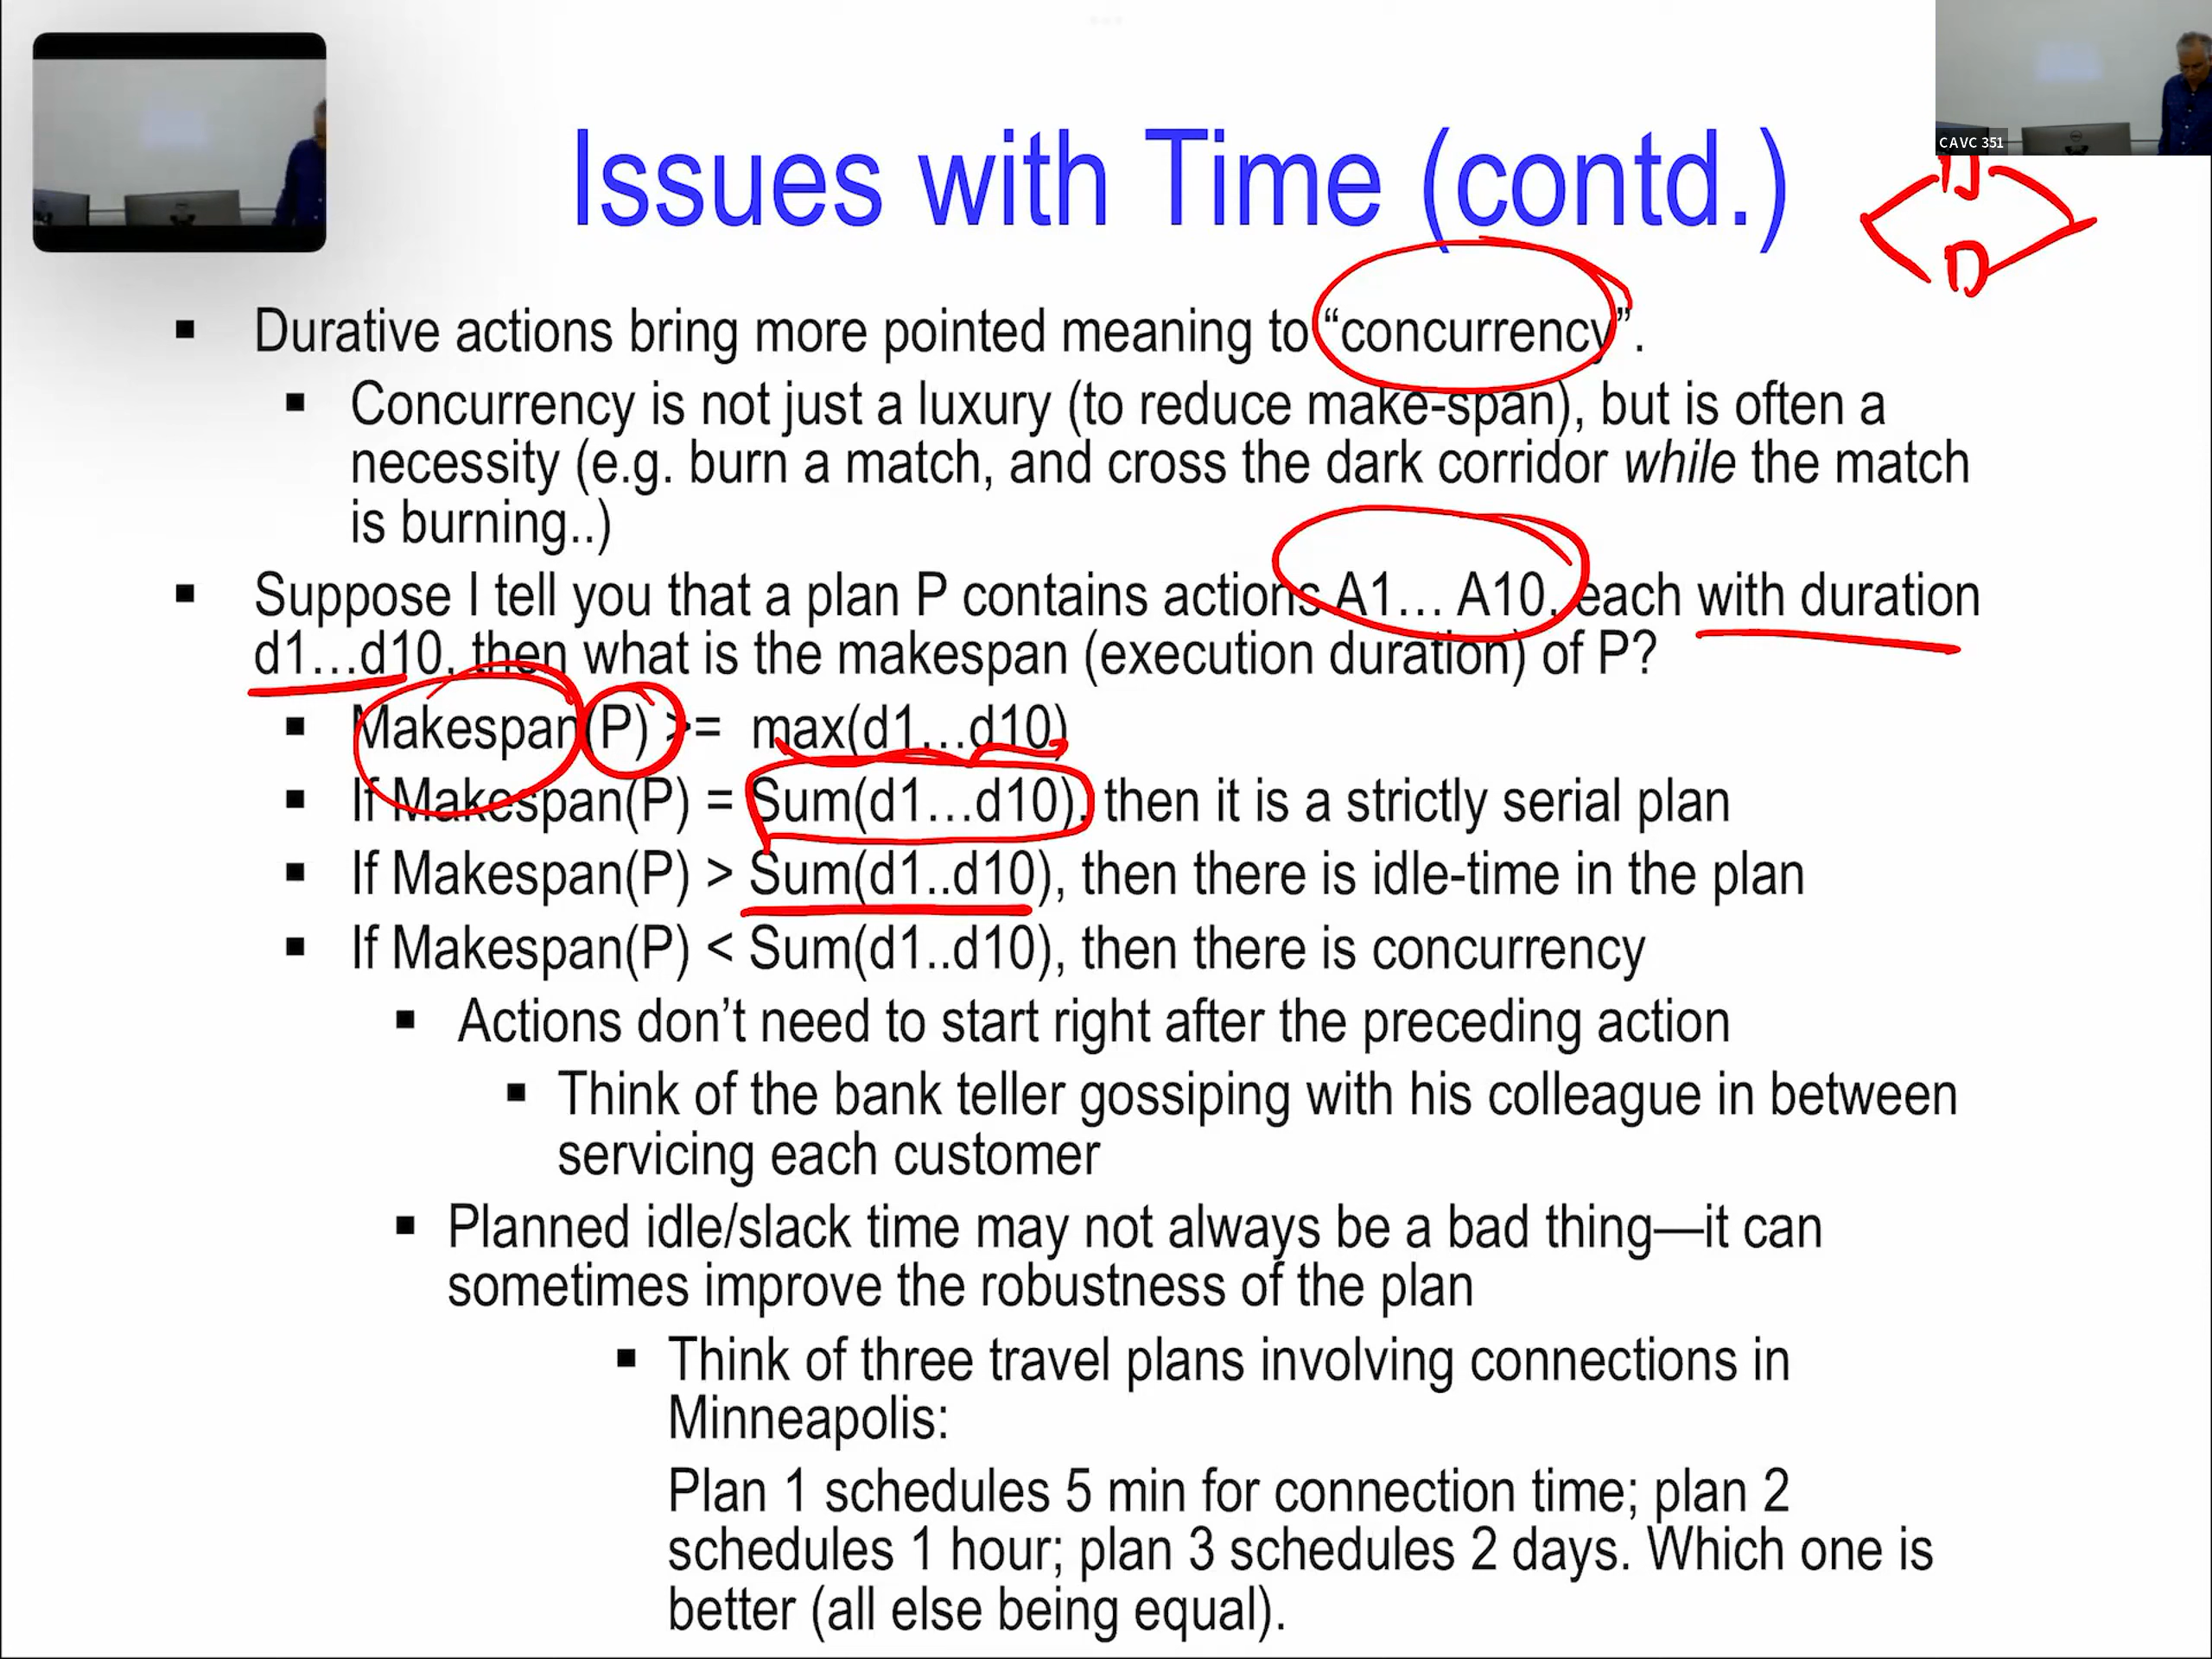 CAVC 351
Issues with Time (contd.)
▪ Durative actions bring more pointed meaning to “concurrency”.
▪ Concurrency is not just a luxury (to reduce make-span), but is often a
necessity (e.g. burn a match, and cross the dark corridor while the match
is burning..)
▪ Suppose I tell you that a plan P contains actions A1… A10, each with duration
d1…d10, then what is the makespan (execution duration) of P?
▪ Makespan(P) >= max(d1…d10)
▪ If Makespan(P) = Sum(d1…d10), then it is a strictly serial plan
▪ If Makespan(P) > Sum(d1..d10), then there is idle-time in the plan
▪ If Makespan(P) < Sum(d1..d10), then there is concurrency
▪ Actions don’t need to start right after the preceding action
▪ Think of the bank teller gossiping with his colleague in between
servicing each customer
▪ Planned idle/slack time may not always be a bad thing—it can
sometimes improve the robustness of the plan
▪ Think of three travel plans involving connections in
Minneapolis:
Plan 1 schedules 5 min for connection time; plan 2
schedules 1 hour; plan 3 schedules 2 days. Which one is
better (all else being equal).